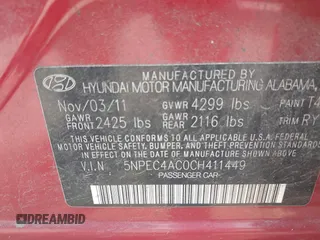 MANUFACTURED BY
HYUNDAI MOTOR MANUFACTURING ALABAMA,
Nov/03/11 GVWR 4299 lbs PAINT T4
GAWR FRONT 2425 lbs GAWR REAR 2116 lbs TRIM RY
THIS VEHICLE CONFORMS TO ALL APPLICABLE
FEDERAL MOTOR VEHICLE SAFETY, BUMPER, AND
THEFT PREVENTION STANDARDS IN EFFECT ON
THE DATE OF MANUFACTURE SHOWN ABOVE.
V.I.N 5NPEC4AC0CH411449
PASSENGER CAR
DREAMBID